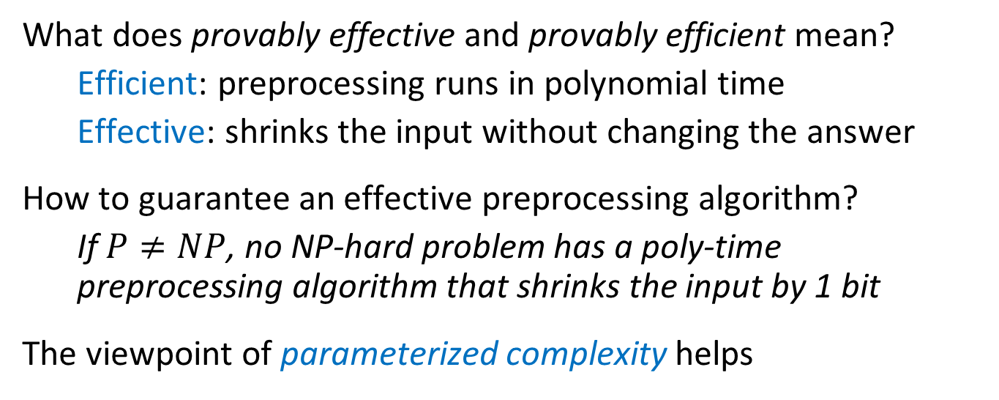 What does provably effective and provably efficient mean?
Efficient: preprocessing runs in polynomial time
Effective: shrinks the input without changing the answer
How to guarantee an effective preprocessing algorithm?
If P ≠ NP, no NP-hard problem has a poly-time
preprocessing algorithm that shrinks the input by 1 bit
The viewpoint of parameterized complexity helps